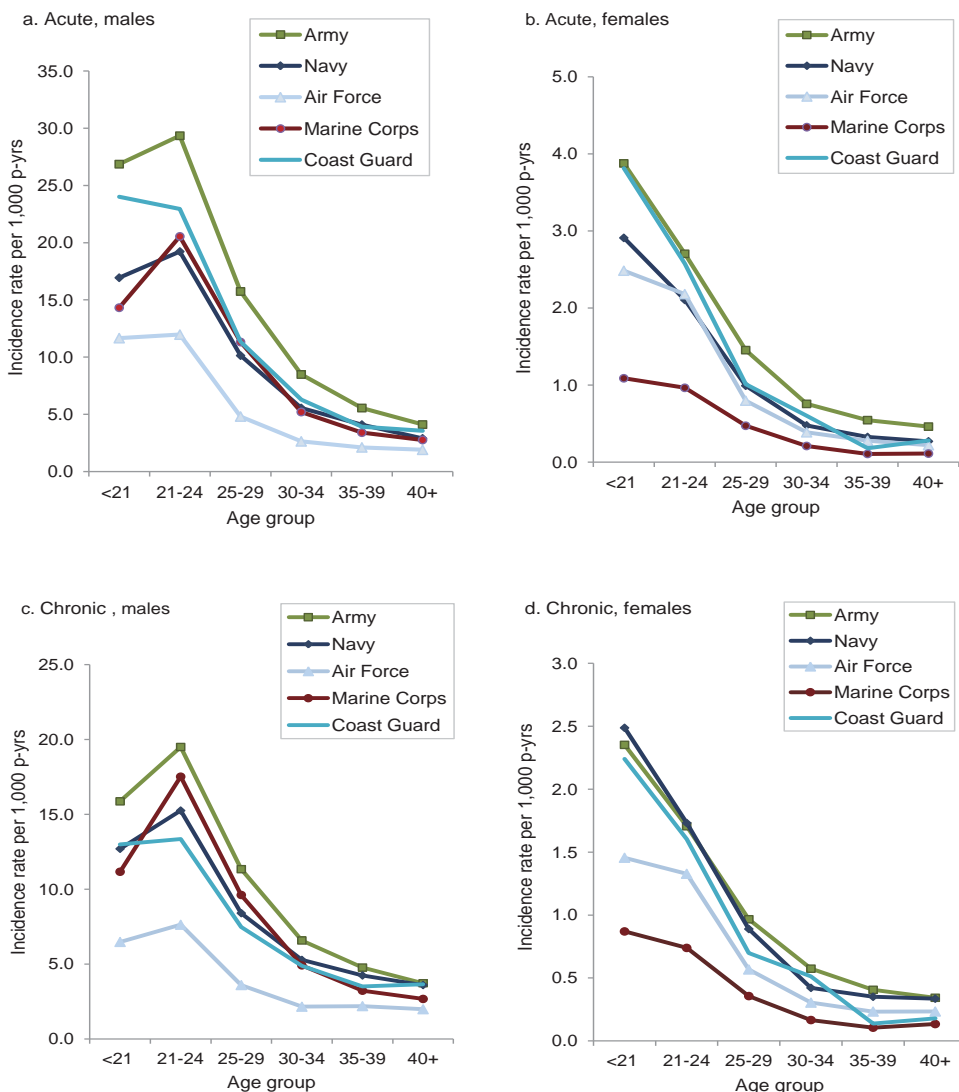 a. Acute, males
Army
Navy
Air Force
Marine Corps
Coast Guard
Incidence rate per 1,000 p-yrs
35.0
30.0
25.0
20.0
15.0
10.0
5.0
0.0
<21 21-24 25-29 30-34 35-39 40+
Age group
b. Acute, females
Army
Navy
Air Force
Marine Corps
Coast Guard
Incidence rate per 1,000 p-yrs
5.0
4.0
3.0
2.0
1.0
0.0
<21 21-24 25-29 30-34 35-39 40+
Age group
c. Chronic , males
Army
Navy
Air Force
Marine Corps
Coast Guard
Incidence rate per 1,000 p-yrs
25.0
20.0
15.0
10.0
5.0
0.0
<21 21-24 25-29 30-34 35-39 40+
Age group
d. Chronic, females
Army
Navy
Air Force
Marine Corps
Coast Guard
Incidence rate per 1,000 p-yrs
3.0
2.5
2.0
1.5
1.0
0.5
0.0
<21 21-24 25-29 30-34 35-39 40+
Age group